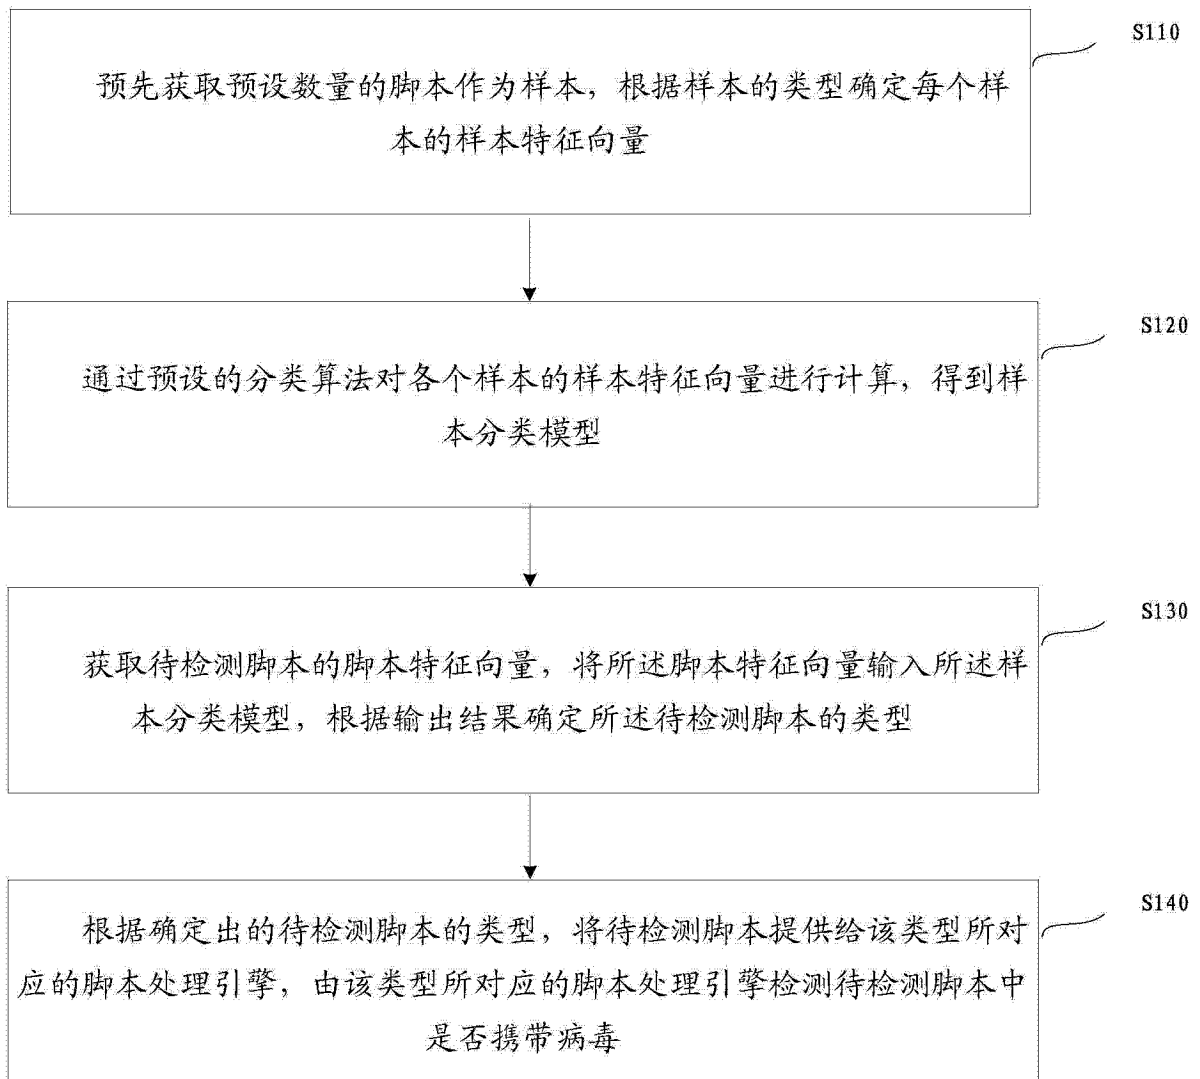 S110
预先获取预设数量的脚本作为样本，根据样本的类型确定每个样
本的样本特征向量
S120
通过预设的分类算法对各个样本的样本特征向量进行计算，得到样
本分类模型
S130
获取待检测脚本的脚本特征向量，将所述脚本特征向量输入所述样
本分类模型，根据输出结果确定所述待检测脚本的类型
S140
根据确定出的待检测脚本的类型，将待检测脚本提供给该类型所对
应的脚本处理引擎，由该类型所对应的脚本处理引擎检测待检测脚本中
是否携带病毒